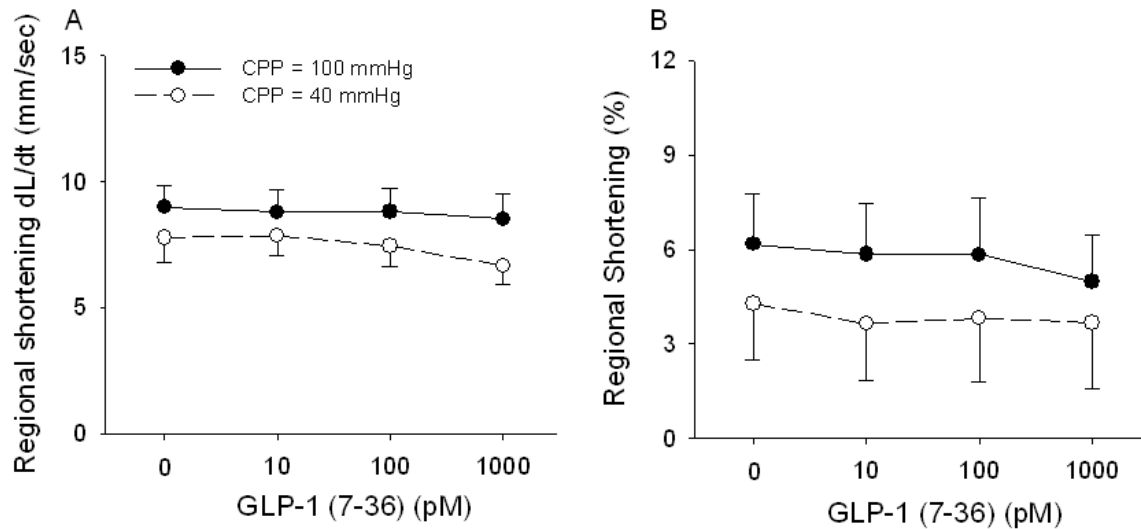 A
Regional shortening dL/dt (mm/sec)
15
10
5
0
CPP = 100 mmHg
CPP = 40 mmHg
0 10 100 1000
GLP-1 (7-36) (pM)
B
Regional Shortening (%)
12
9
6
3
0
0 10 100 1000
GLP-1 (7-36) (pM)